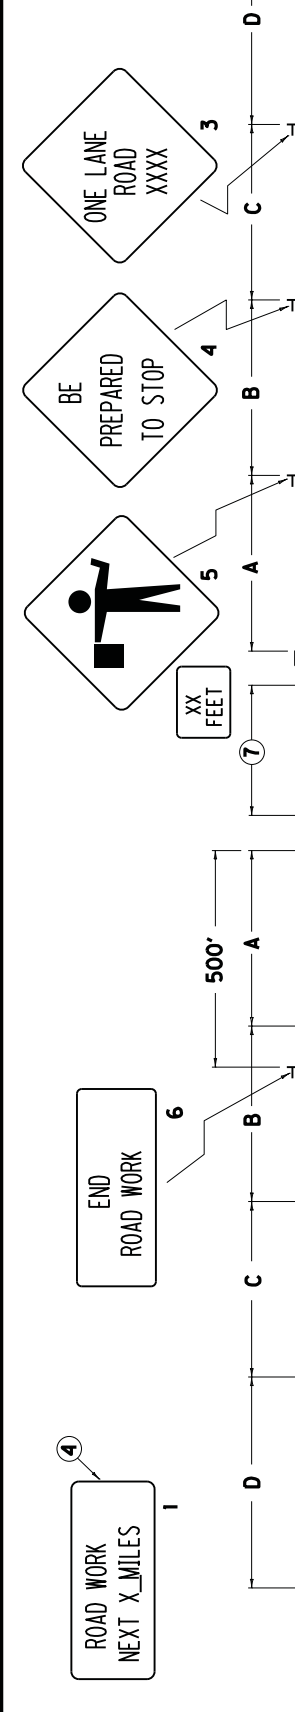 ROAD WORK
NEXT X_MILES
4
1
END
ROAD WORK
6
XX
FEET
5
BE
PREPARED
TO STOP
4
ONE LANE
ROAD
XXXX
3
500'
D
C
B
A
7
A
B
C
D
T
T
T
T